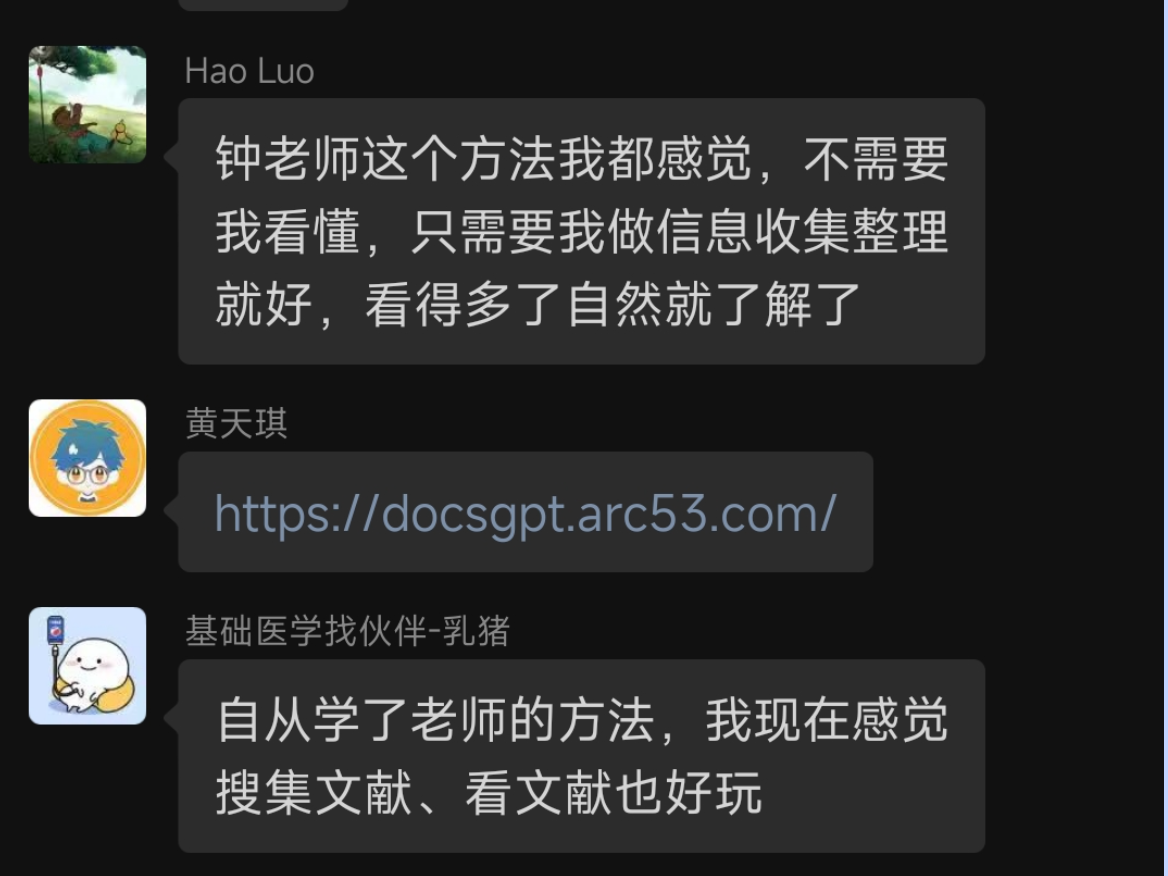 Hao Luo
钟老师这个方法我都感觉，不需要
我看懂，只需要我做信息收集整理
就好，看得多了自然就了解了
黄天琪
https://docsgpt.arc53.com/
基础医学找伙伴-乳猪
自从学了老师的方法，我现在感觉
搜集文献、看文献也好玩